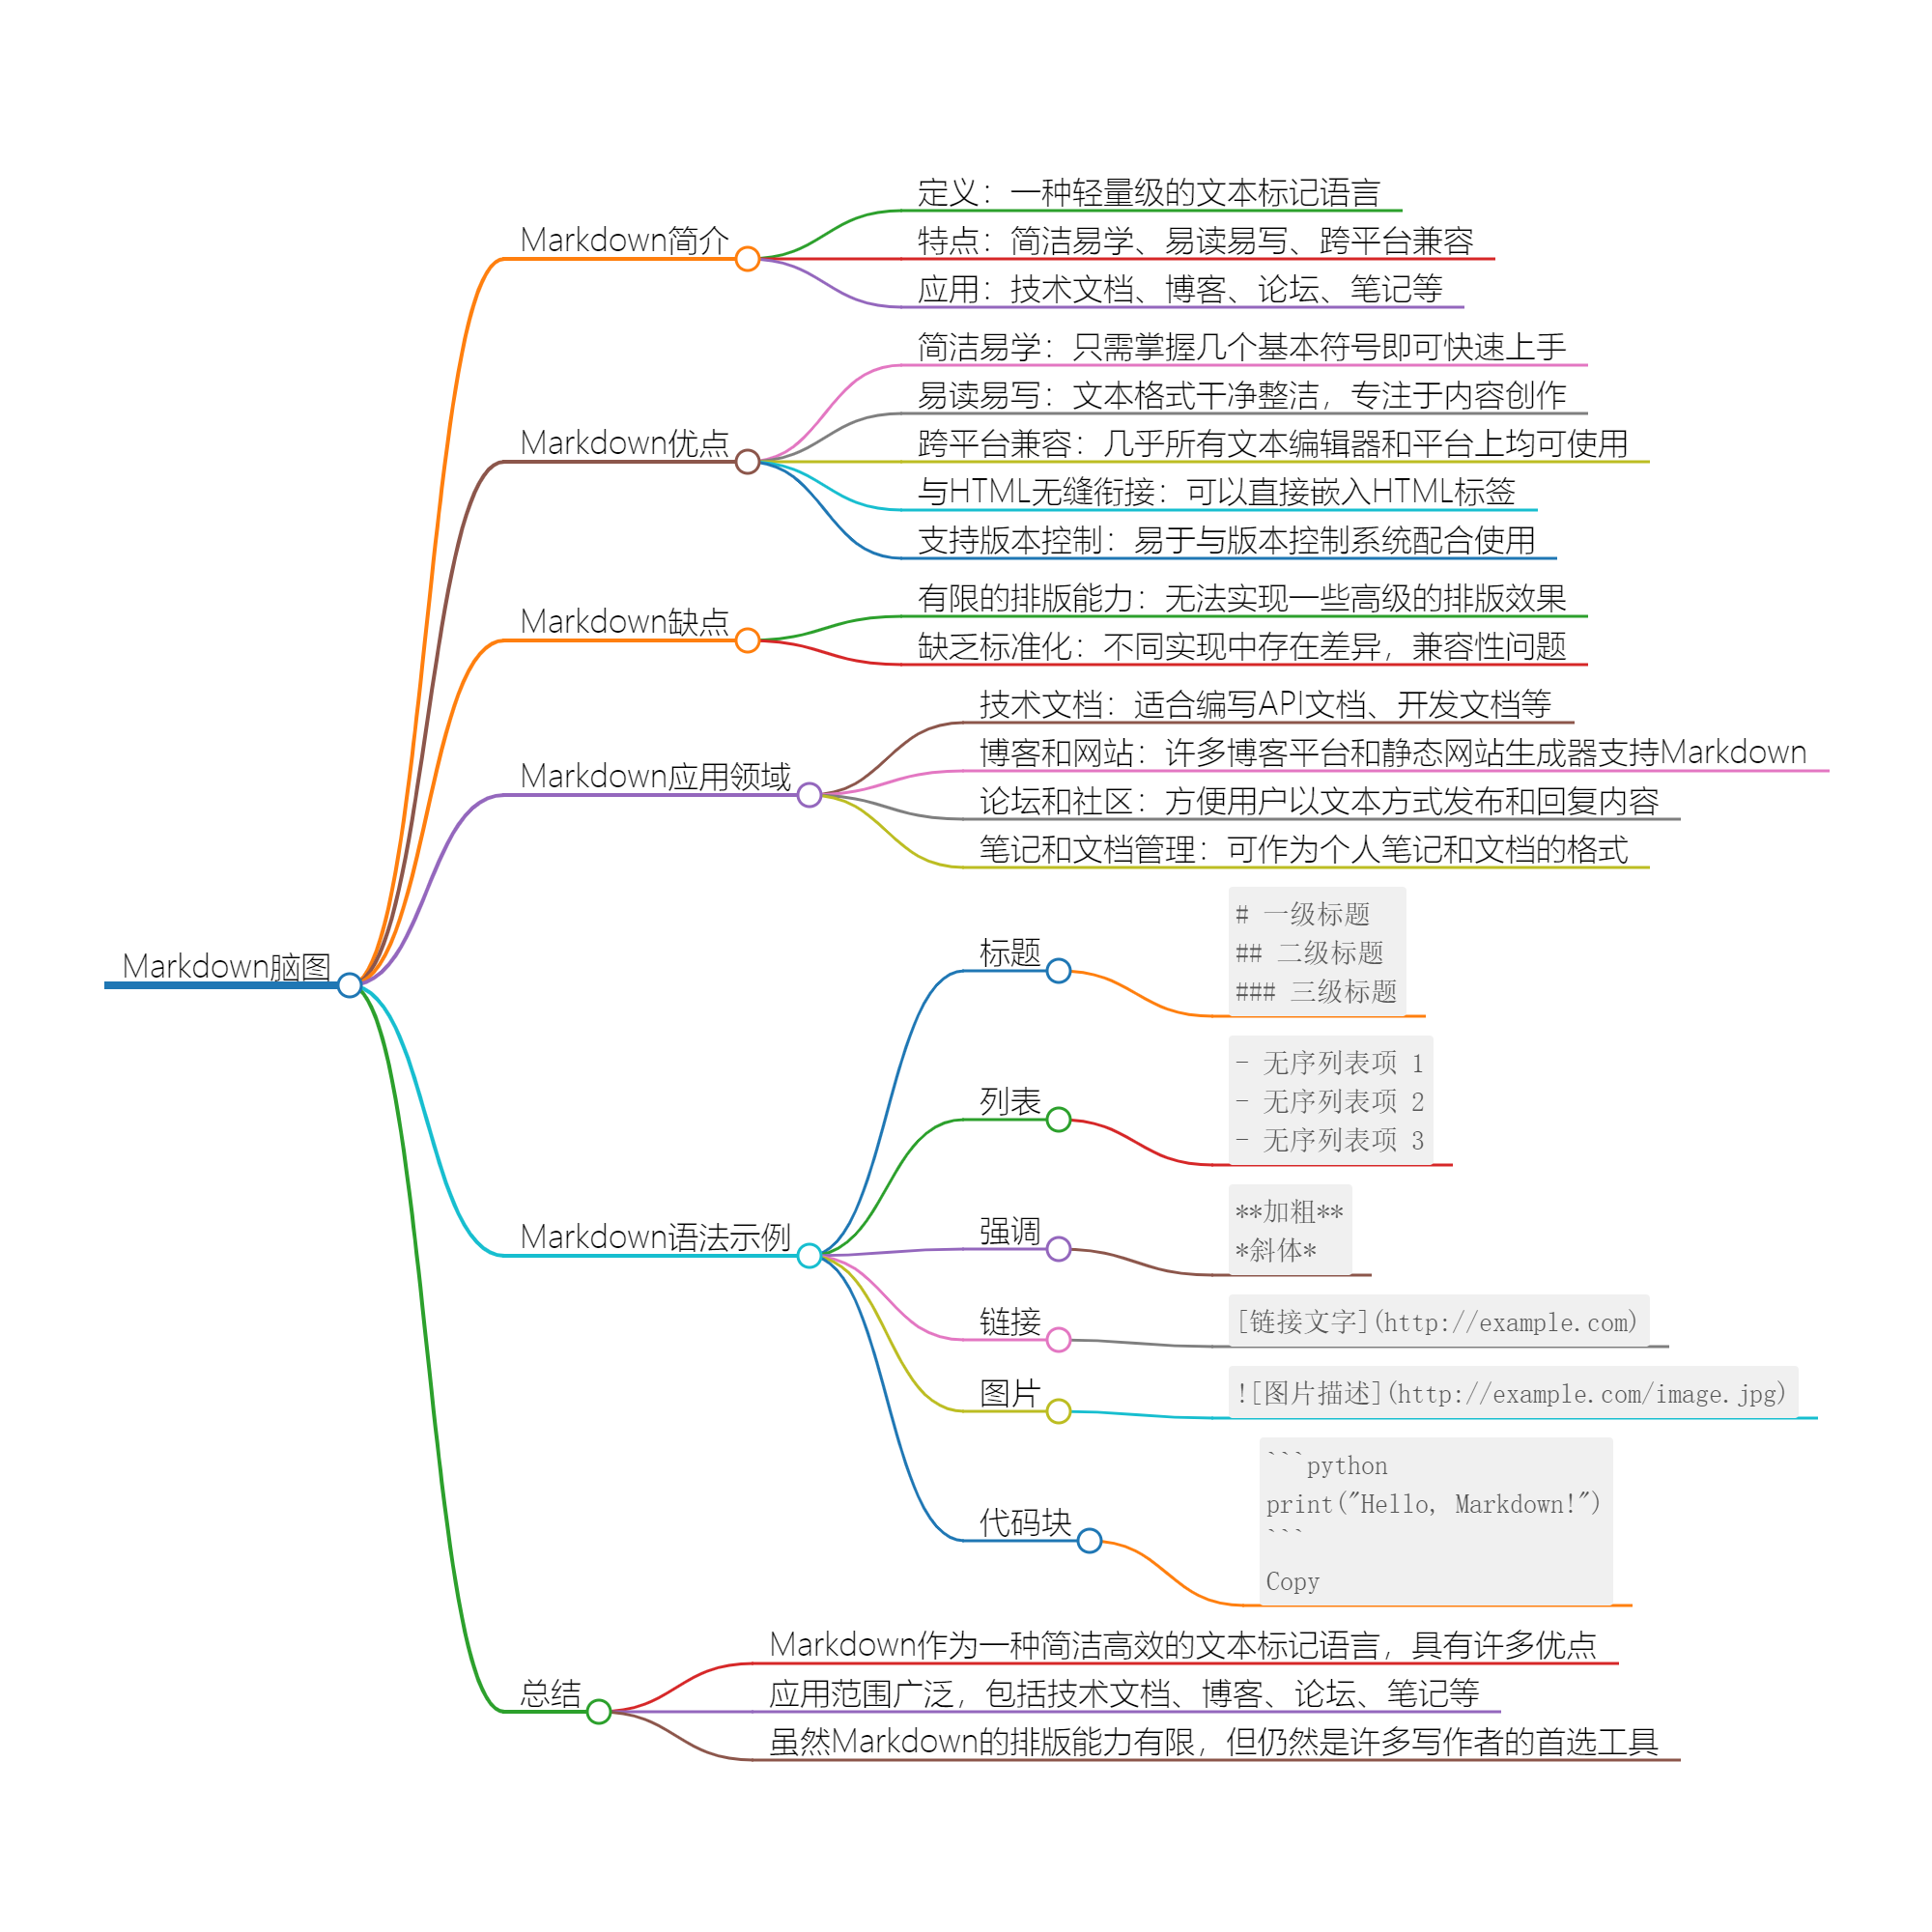 Markdown脑图
Markdown简介
定义：一种轻量级的文本标记语言
特点：简洁易学、易读易写、跨平台兼容
应用：技术文档、博客、论坛、笔记等
Markdown优点
简洁易学：只需掌握几个基本符号即可快速上手
易读易写：文本格式干净整洁，专注于内容创作
跨平台兼容：几乎所有文本编辑器和平台上均可使用
与HTML无缝衔接：可以直接嵌入HTML标签
支持版本控制：易于与版本控制系统配合使用
Markdown缺点
有限的排版能力：无法实现一些高级的排版效果
缺乏标准化：不同实现中存在差异，兼容性问题
Markdown应用领域
技术文档：适合编写API文档、开发文档等
博客和网站：许多博客平台和静态网站生成器支持Markdown
论坛和社区：方便用户以文本方式发布和回复内容
笔记和文档管理：可作为个人笔记和文档的格式
Markdown语法示例
标题
# 一级标题
## 二级标题
### 三级标题
列表
- 无序列表项 1
- 无序列表项 2
- 无序列表项 3
强调
**加粗**
*斜体*
链接
[链接文字](http://example.com)
图片
![图片描述](http://example.com/image.jpg)
代码块
```python
print("Hello, Markdown!")
```
Copy
总结
Markdown作为一种简洁高效的文本标记语言，具有许多优点
应用范围广泛，包括技术文档、博客、论坛、笔记等
虽然Markdown的排版能力有限，但仍然是许多写作者的首选工具